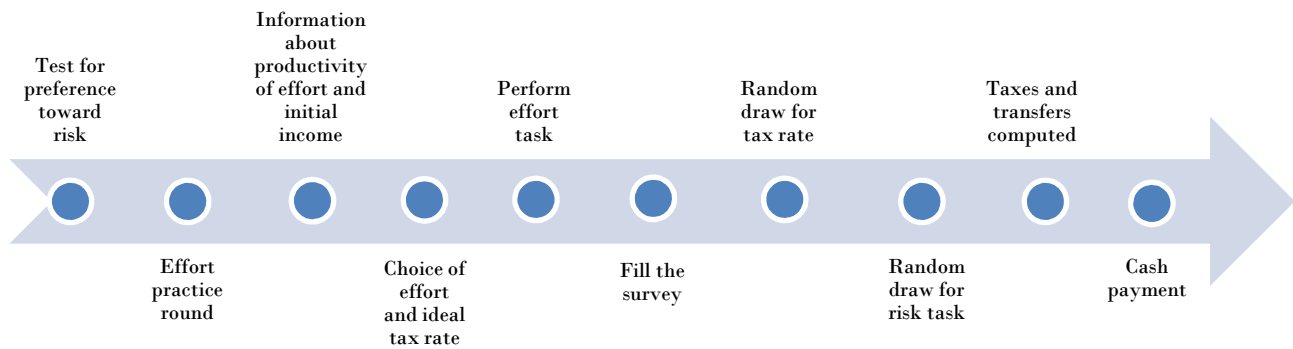 Test for
preference
toward
risk
Effort
practice
round
Information
about
productivity
of effort and
initial
income
Choice of
effort
and ideal
tax rate
Perform
effort
task
Fill the
survey
Random
draw for
tax rate
Random
draw for
risk task
Taxes and
transfers
computed
Cash
payment